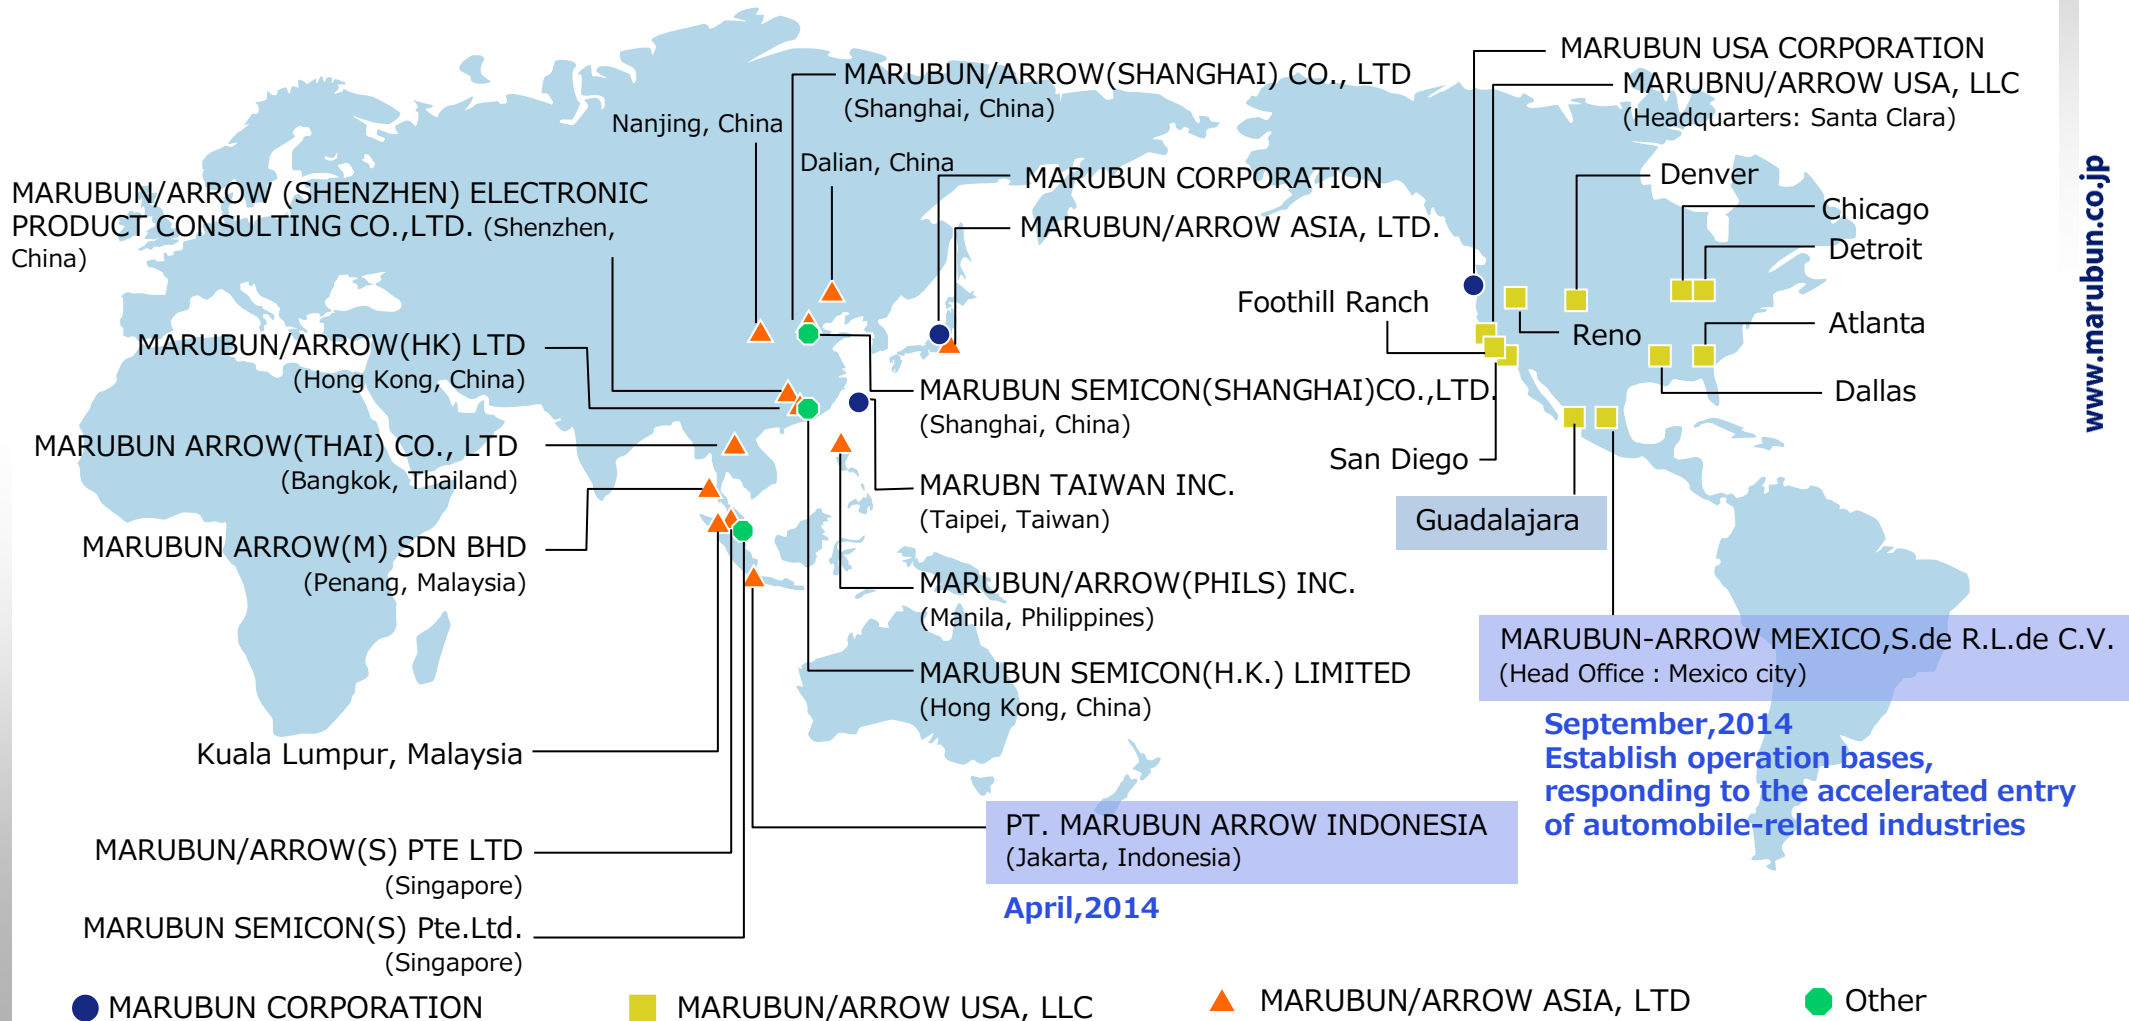 MARUBUN USA CORPORATION
MARUBUN/ARROW(SHANGHAI) CO., LTD
(Shanghai, China)
MARUBNU/ARROW USA, LLC
(Headquarters: Santa Clara)
Nanjing, China
Dalian, China
MARUBUN CORPORATION
Denver
MARUBUN/ARROW (SHENZHEN) ELECTRONIC
PRODUCT CONSULTING CO.,LTD. (Shenzhen,
China)
MARUBUN/ARROW ASIA, LTD.
Chicago
Detroit
Foothill Ranch
Reno
Atlanta
MARUBUN/ARROW(HK) LTD
(Hong Kong, China)
MARUBUN SEMICON(SHANGHAI)CO.,LTD.
(Shanghai, China)
Dallas
MARUBUN ARROW(THAI) CO., LTD
(Bangkok, Thailand)
San Diego
MARUBN TAIWAN INC.
(Taipei, Taiwan)
Guadalajara
MARUBUN ARROW(M) SDN BHD
(Penang, Malaysia)
MARUBUN/ARROW(PHILS) INC.
(Manila, Philippines)
MARUBUN-ARROW MEXICO,S.de R.L.de C.V.
(Head Office : Mexico city)
MARUBUN SEMICON(H.K.) LIMITED
(Hong Kong, China)
September,2014
Establish operation bases,
responding to the accelerated entry
of automobile-related industries
Kuala Lumpur, Malaysia
PT. MARUBUN ARROW INDONESIA
(Jakarta, Indonesia)
April,2014
MARUBUN/ARROW(S) PTE LTD
(Singapore)
MARUBUN SEMICON(S) Pte.Ltd.
(Singapore)
MARUBUN CORPORATION
MARUBUN/ARROW USA, LLC
MARUBUN/ARROW ASIA, LTD
Other
www.marubun.co.jp